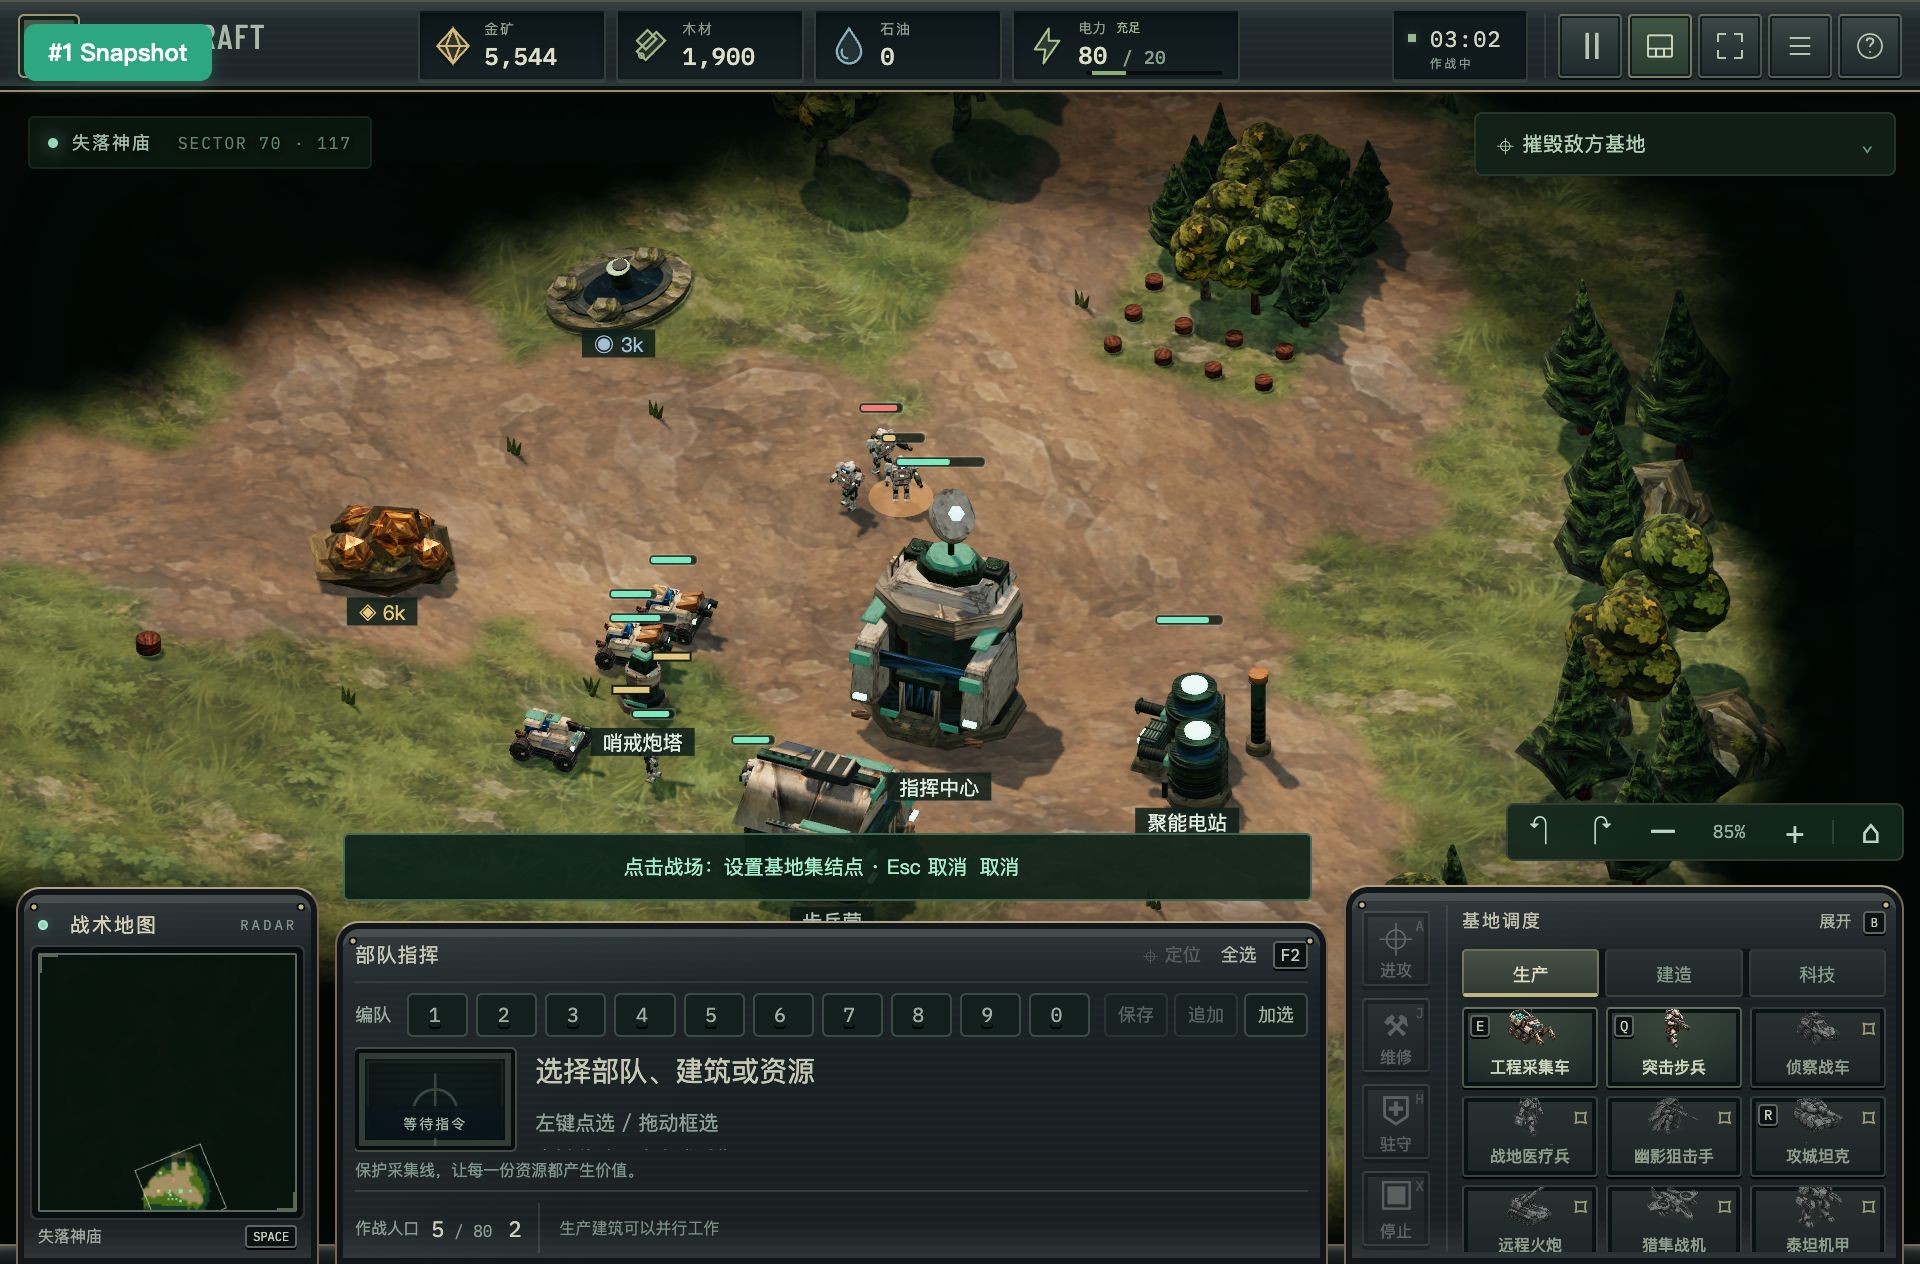 #1 Snapshot
RAFT
金矿
5,544
木材
1,900
石油
0
电力 充足
80 / 20
03:02
作战中
失落神庙 SECTOR 70 · 117
摧毁敌方基地
3k
6k
哨戒炮塔
指挥中心
聚能电站
85%
点击战场：设置基地集结点 · Esc 取消 取消
步兵营
战术地图 RADAR
失落神庙 SPACE
部队指挥 定位 全选 F2
编队 1 2 3 4 5 6 7 8 9 0 保存 追加 加选
等待指令
选择部队、建筑或资源
左键点选 / 拖动框选
保护采集线，让每一份资源都产生价值。
作战人口 5 / 80 2 生产建筑可以并行工作
A 进攻
J 维修
H 驻守
X 停止
基地调度 展开 B
生产 建造 科技
E 工程采集车
Q 突击步兵
侦察战车
战地医疗兵
幽影狙击手
R 攻城坦克
远程火炮
猎隼战机
泰坦机甲